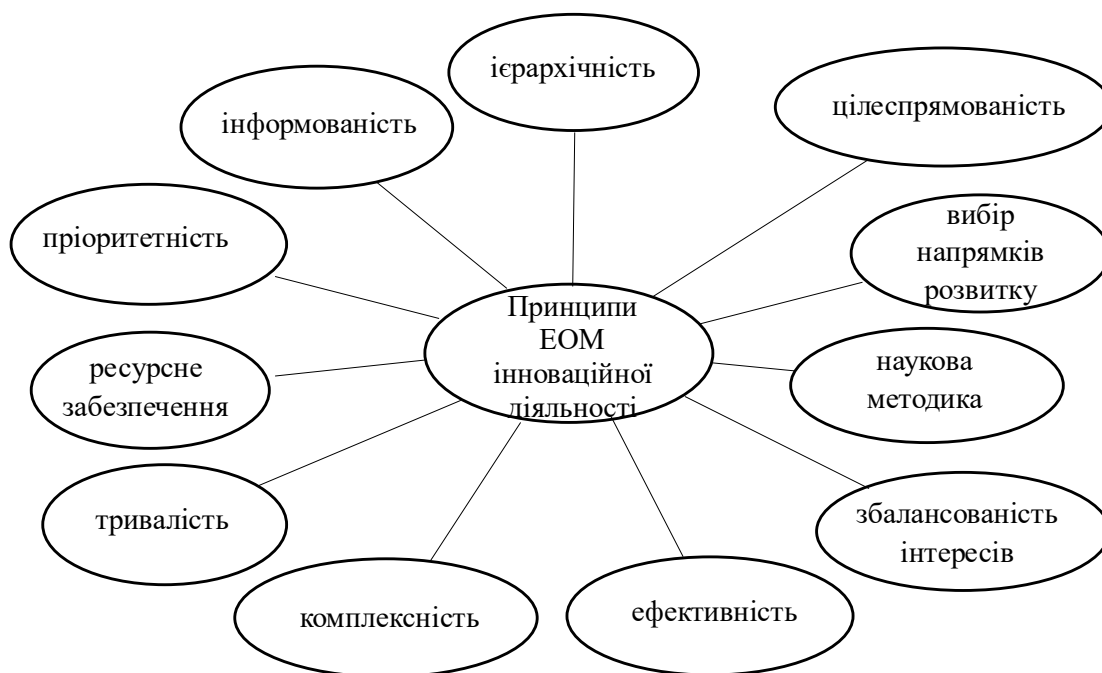 ієрархічність
цілеспрямованість
інформованість
вибір
напрямків
розвитку
пріоритетність
Принципи
ЕОМ
інноваційної
діяльності
ресурсне
забезпечення
наукова
методика
тривалість
збалансованість
інтересів
комплексність
ефективність